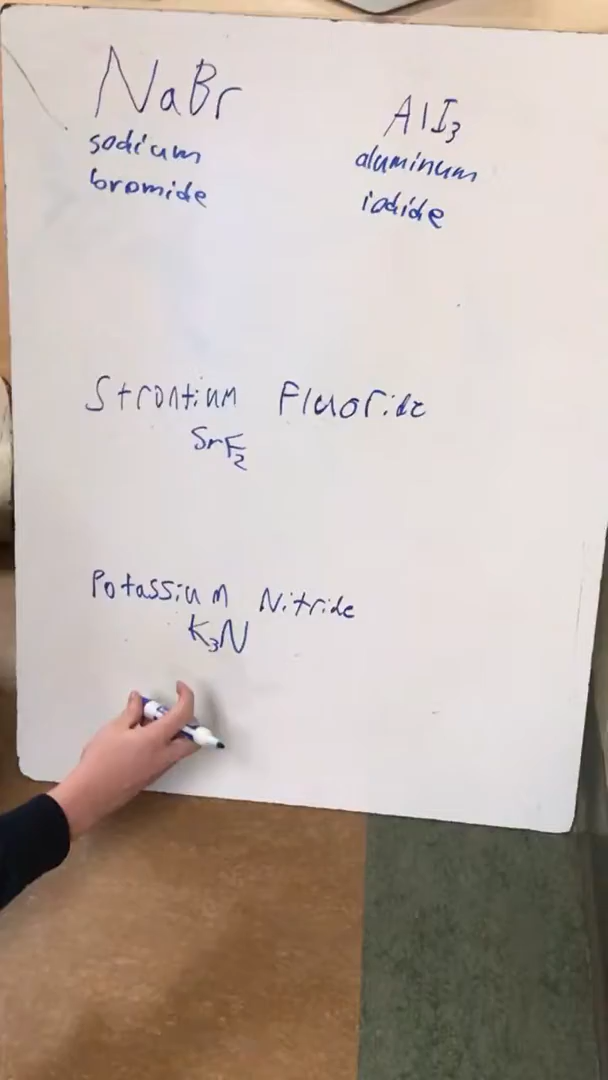 NaBr
sodium
bromide
AlI₃
aluminum
iodide
Strontium Fluoride
SrF₂
Potassium Nitride
K₃N